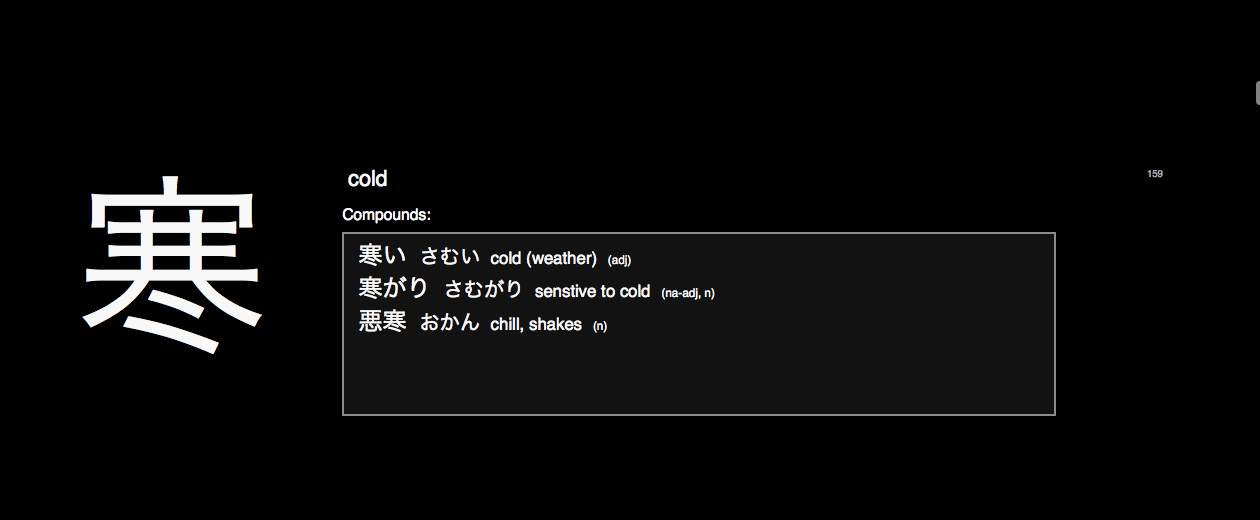 寒
cold
159
Compounds:
寒い さむい cold (weather) (adj)
寒がり さむがり senstive to cold (na-adj, n)
悪寒 おかん chill, shakes (n)